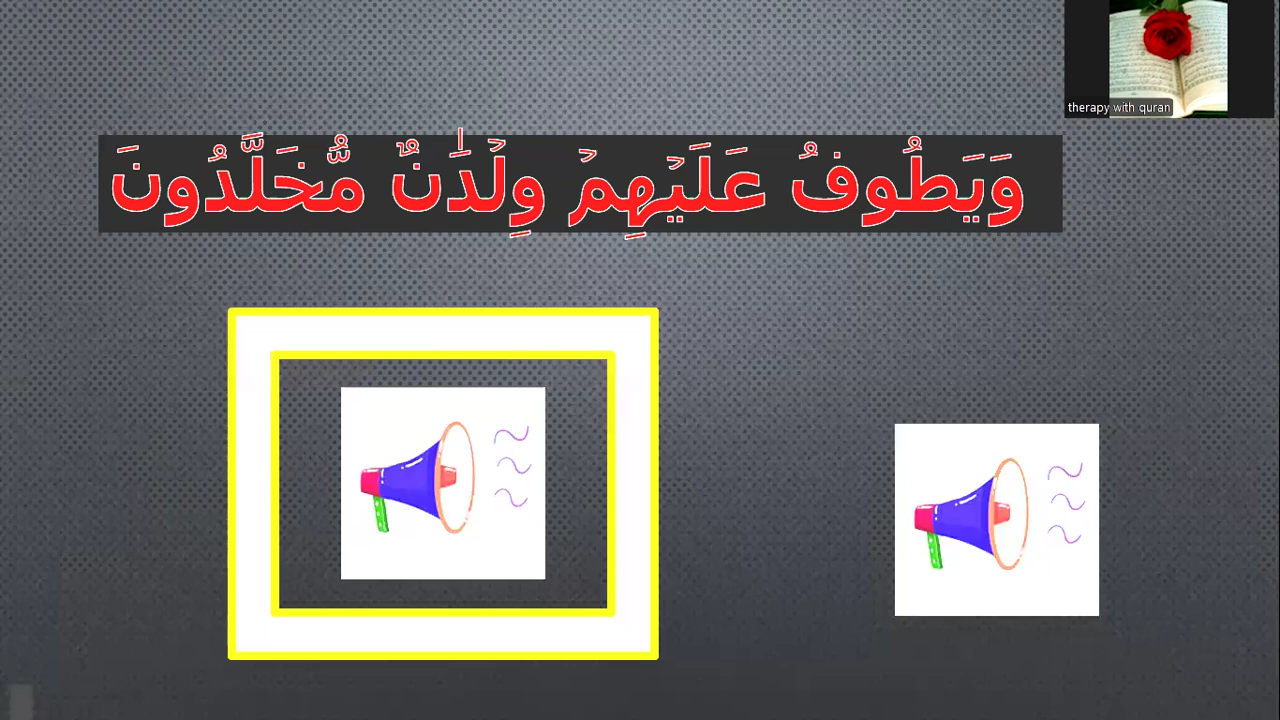 وَيَطُوفُ عَلَيۡهِمۡ وِلۡدَٰنٌ مُّخَلَّدُونَ
therapy with quran